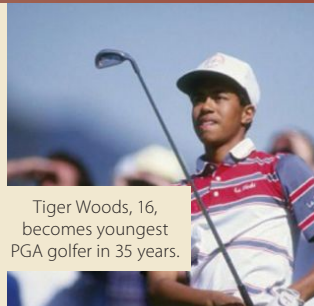 Tiger Woods, 16,
becomes youngest
PGA golfer in 35 years.